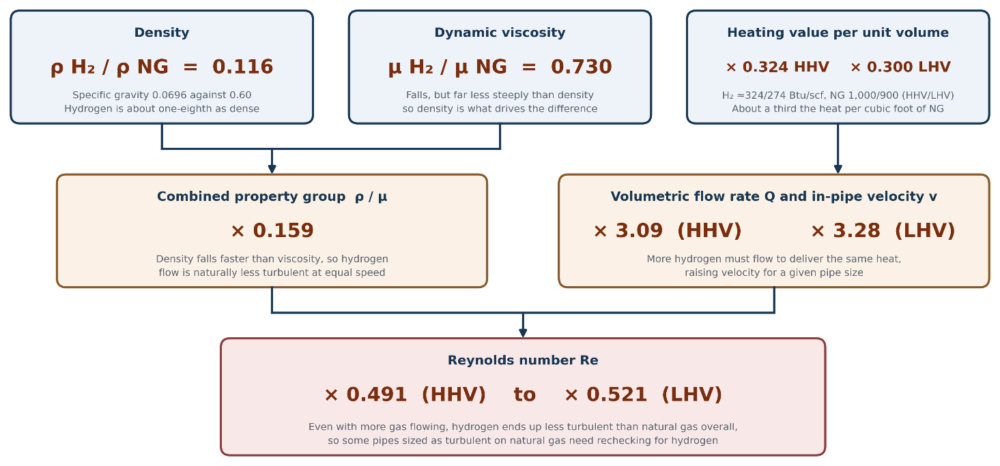 Density
ρ H₂ / ρ NG = 0.116
Specific gravity 0.0696 against 0.60
Hydrogen is about one-eighth as dense
Dynamic viscosity
μ H₂ / μ NG = 0.730
Falls, but far less steeply than density
so density is what drives the difference
Heating value per unit volume
× 0.324 HHV × 0.300 LHV
H₂ ≈324/274 Btu/scf, NG 1,000/900 (HHV/LHV)
About a third the heat per cubic foot of NG
Combined property group ρ / μ
× 0.159
Density falls faster than viscosity, so hydrogen
flow is naturally less turbulent at equal speed
Volumetric flow rate Q and in-pipe velocity v
× 3.09 (HHV) × 3.28 (LHV)
More hydrogen must flow to deliver the same heat,
raising velocity for a given pipe size
Reynolds number Re
× 0.491 (HHV) to × 0.521 (LHV)
Even with more gas flowing, hydrogen ends up less turbulent than natural gas overall,
so some pipes sized as turbulent on natural gas need rechecking for hydrogen